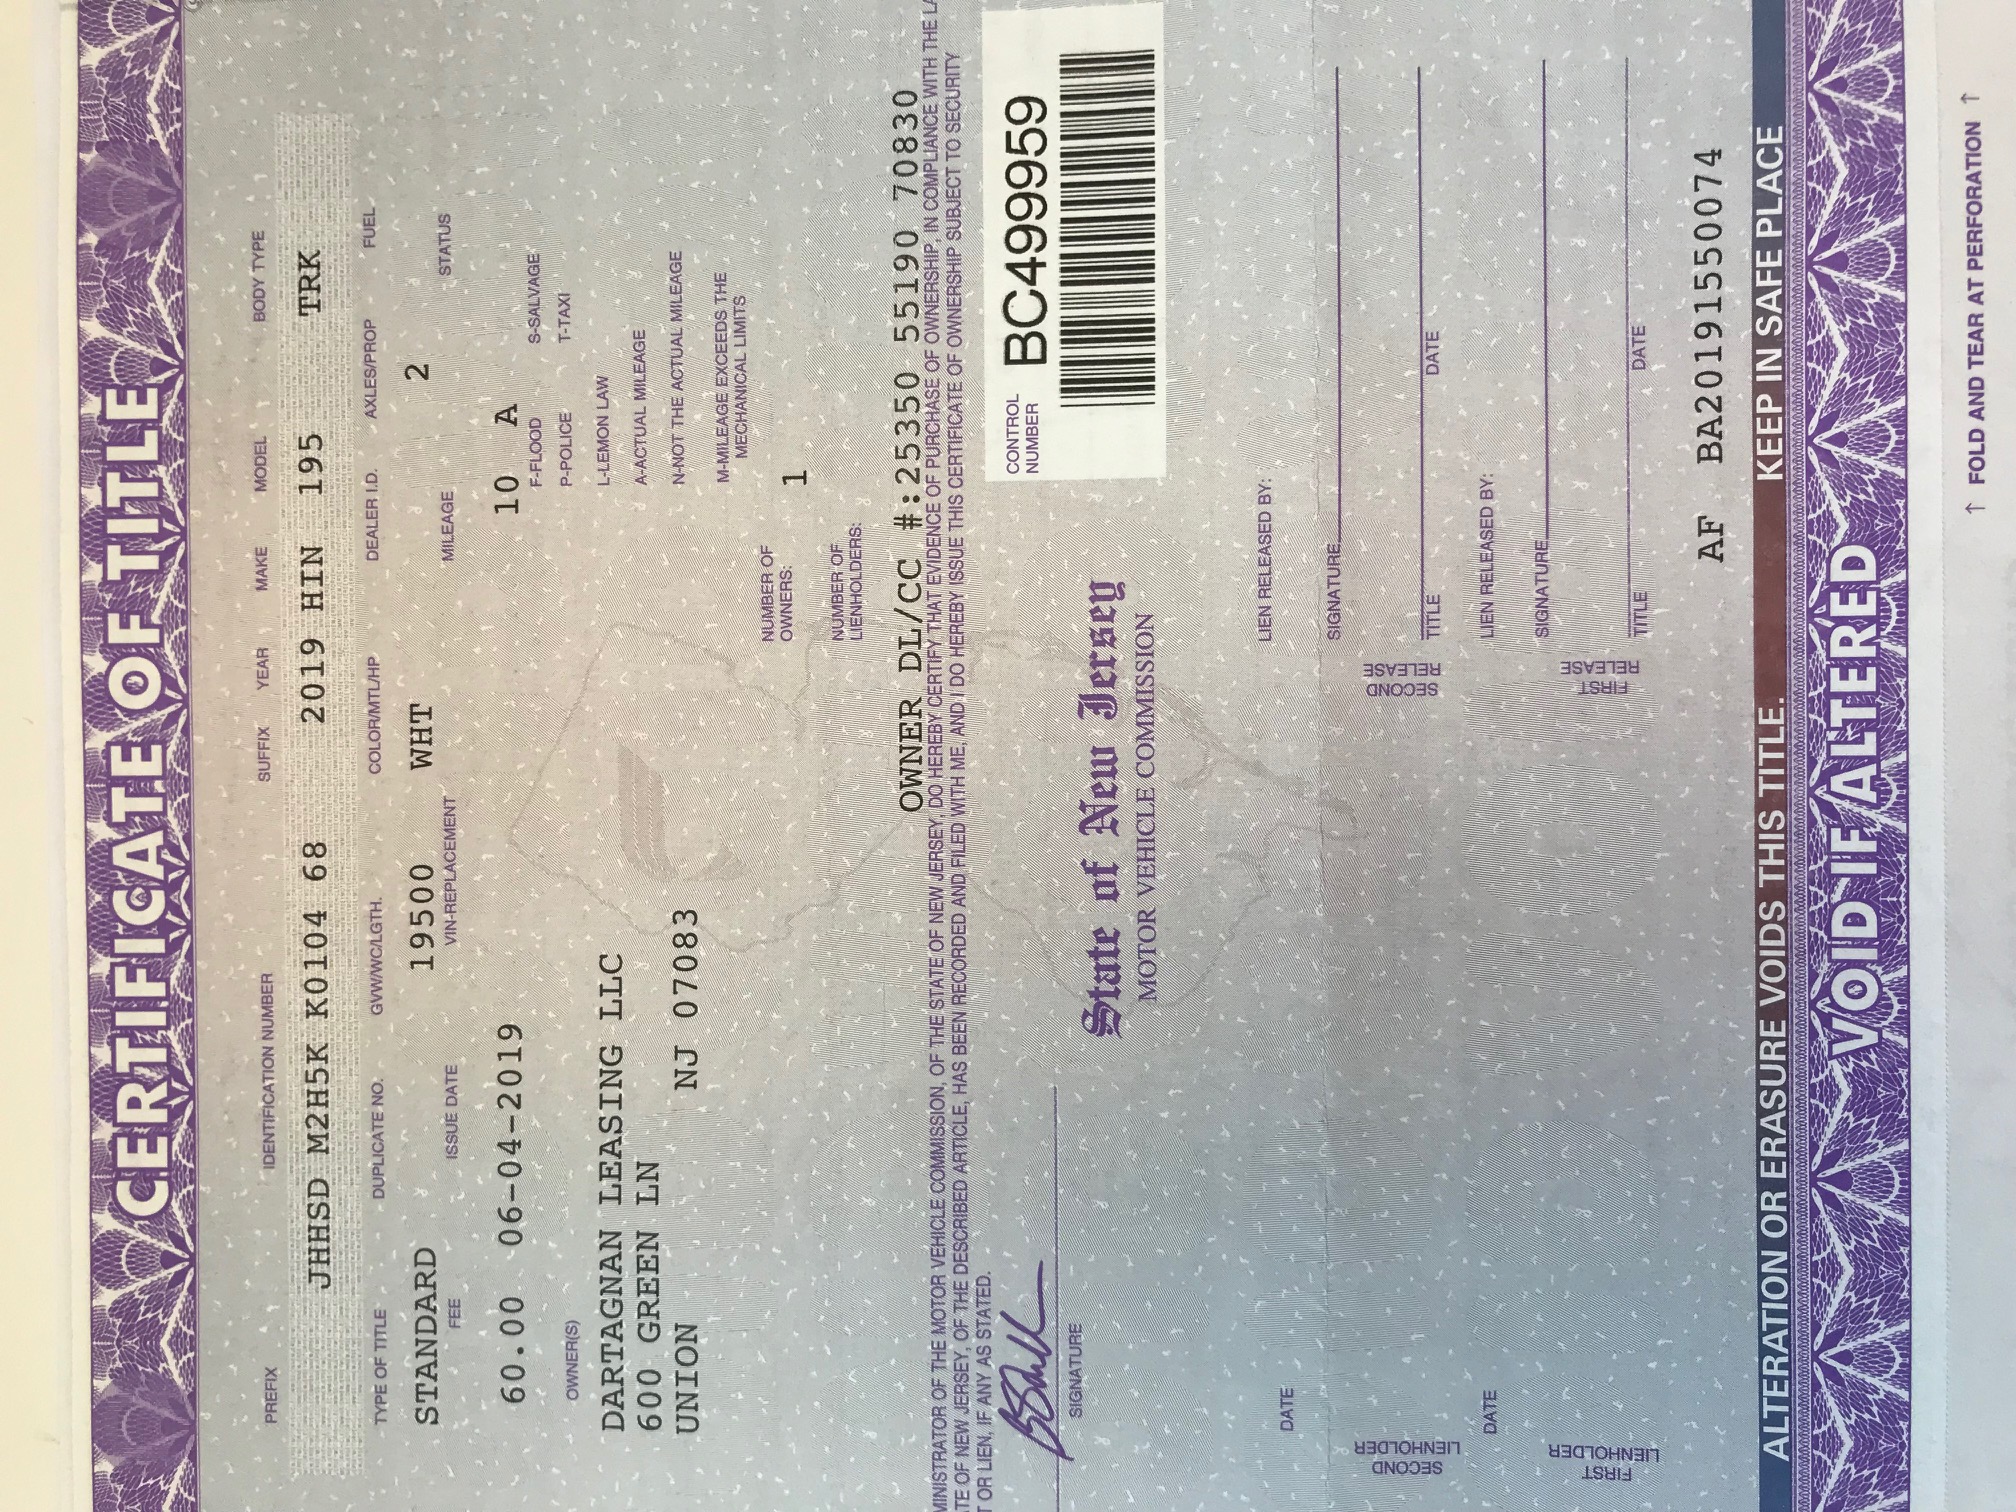 CERTIFICATE OF TITLE
PREFIX IDENTIFICATION NUMBER SUFFIX YEAR MAKE MODEL BODY TYPE
JHHSD M2H5K K0104 68 2019 HIN 195 TRK
TYPE OF TITLE DUPLICATE NO. GVW/WC/LGTH. COLOR/MTL/HP DEALER I.D. AXLES/PROP FUEL
STANDARD 19500 WHT 2
FEE ISSUE DATE VIN-REPLACEMENT MILEAGE STATUS
60.00 06-04-2019 10 A
F-FLOOD S-SALVAGE
P-POLICE T-TAXI
OWNER(S)
DARTAGNAN LEASING LLC
600 GREEN LN
UNION NJ 07083
L-LEMON LAW
A-ACTUAL MILEAGE
N-NOT THE ACTUAL MILEAGE
M-MILEAGE EXCEEDS THE
MECHANICAL LIMITS
NUMBER OF
OWNERS: 1
NUMBER OF
LIENHOLDERS:
OWNER DL/CC #:25350 55190 70830
MINISTRATOR OF THE MOTOR VEHICLE COMMISSION, OF THE STATE OF NEW JERSEY, DO HEREBY CERTIFY THAT EVIDENCE OF PURCHASE OF OWNERSHIP, IN COMPLIANCE WITH THE LA
TE OF NEW JERSEY, OF THE DESCRIBED ARTICLE, HAS BEEN RECORDED AND FILED WITH ME, AND I DO HEREBY ISSUE THIS CERTIFICATE OF OWNERSHIP SUBJECT TO SECURITY
T OR LIEN, IF ANY AS STATED.
SIGNATURE
CONTROL
NUMBER BC499959
State of New Jersey
MOTOR VEHICLE COMMISSION
DATE
SECOND
LIENHOLDER
LIEN RELEASED BY:
SIGNATURE
SECOND
RELEASE
TITLE DATE
DATE
FIRST
LIENHOLDER
LIEN RELEASED BY:
SIGNATURE
FIRST
RELEASE
TITLE DATE
AF BA20191550074
ALTERATION OR ERASURE VOIDS THIS TITLE. KEEP IN SAFE PLACE
VOID IF ALTERED
↑ FOLD AND TEAR AT PERFORATION ↑